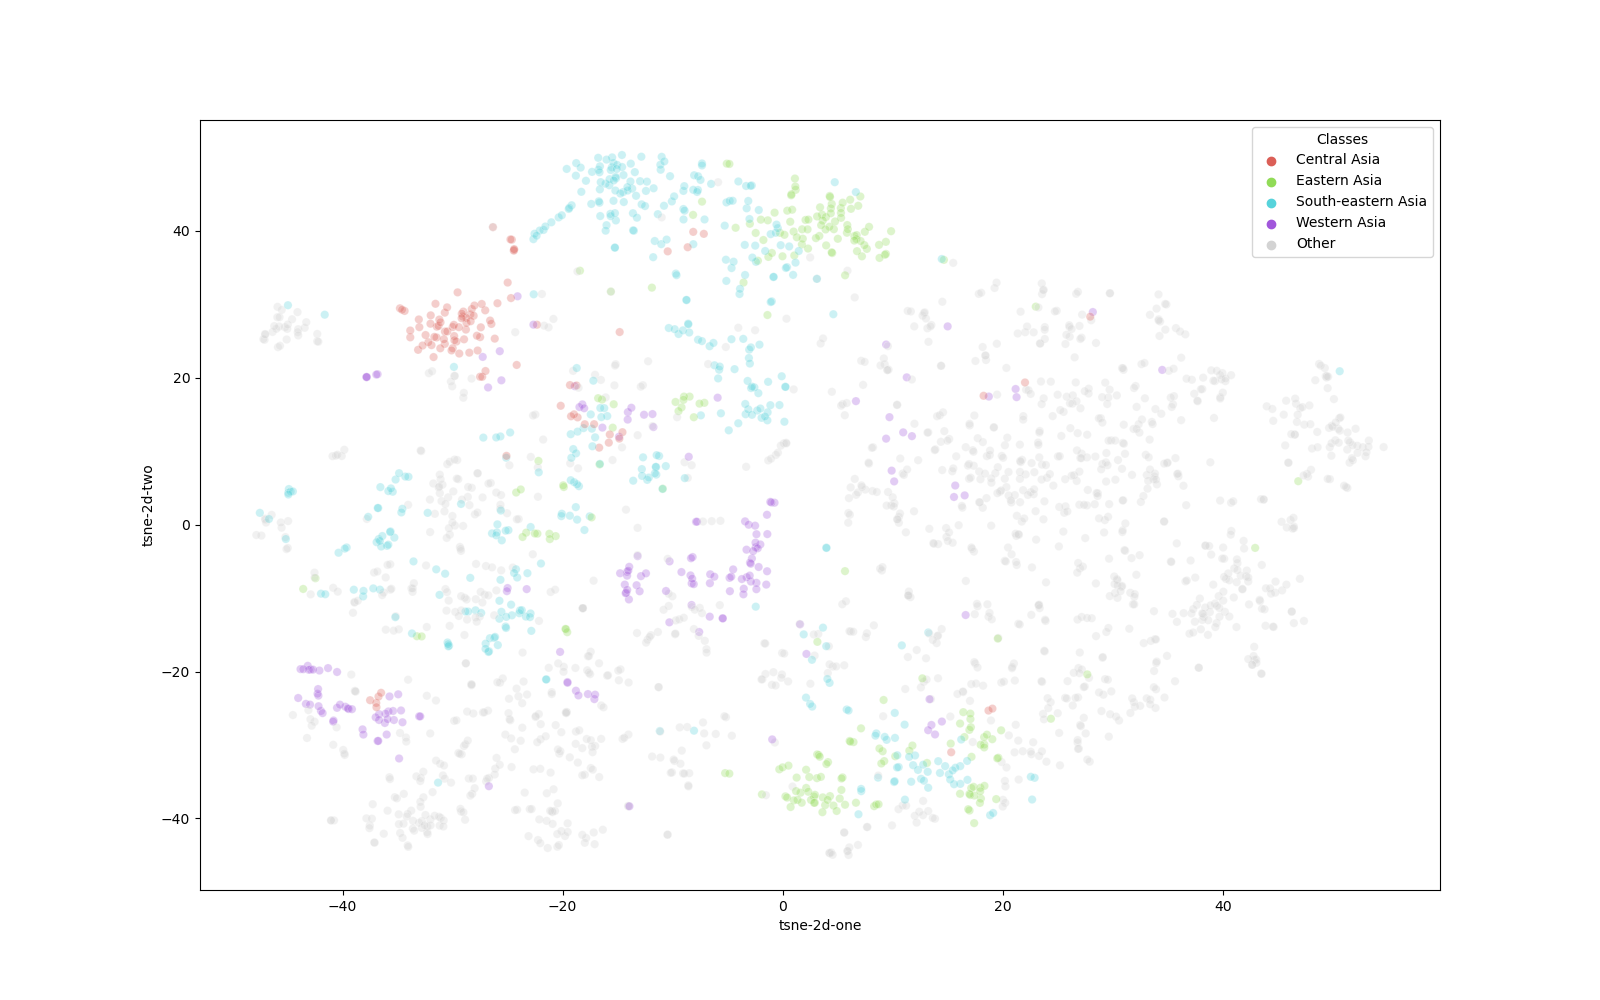 Classes
Central Asia
Eastern Asia
South-eastern Asia
Western Asia
Other
40
20
0
−20
−40
tsne-2d-two
−40 −20 0 20 40
tsne-2d-one